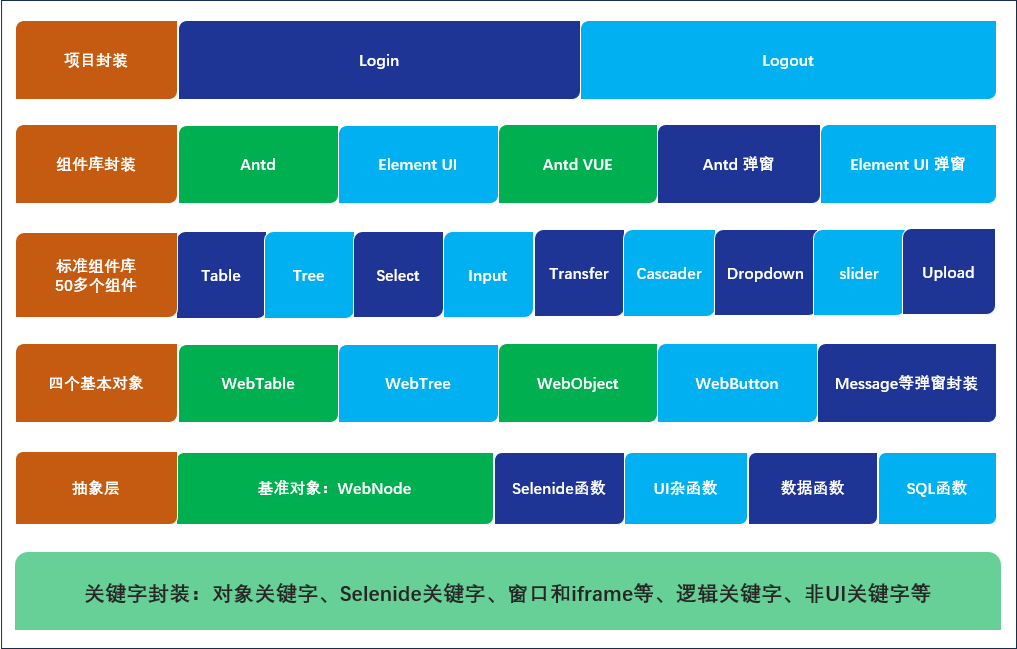 项目封装
Login
Logout
组件库封装
Antd
Element UI
Antd VUE
Antd 弹窗
Element UI 弹窗
标准组件库
50多个组件
Table
Tree
Select
Input
Transfer
Cascader
Dropdown
slider
Upload
四个基本对象
WebTable
WebTree
WebObject
WebButton
Message等弹窗封装
抽象层
基准对象：WebNode
Selenide函数
UI杂函数
数据函数
SQL函数
关键字封装：对象关键字、Selenide关键字、窗口和iframe等、逻辑关键字、非UI关键字等